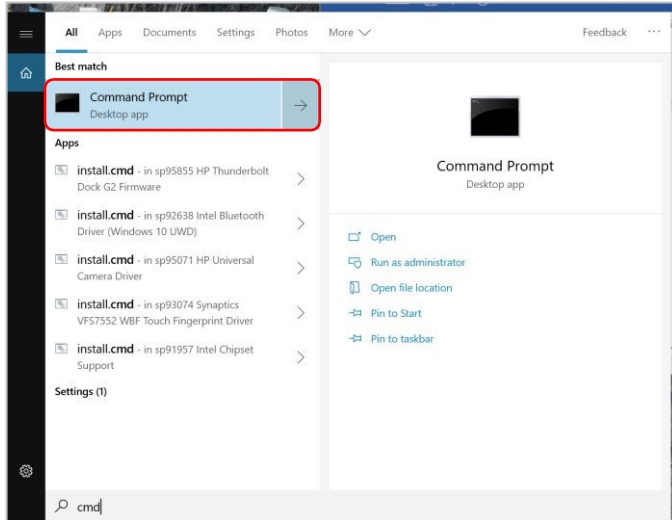 All Apps Documents Settings Photos More Feedback ...
Best match
Command Prompt
Desktop app
Apps
install.cmd - in sp95855 HP Thunderbolt
Dock G2 Firmware
install.cmd - in sp92638 Intel Bluetooth
Driver (Windows 10 UWD)
install.cmd - in sp95071 HP Universal
Camera Driver
install.cmd - in sp93074 Synaptics
VFS7552 WBF Touch Fingerprint Driver
install.cmd - in sp91957 Intel Chipset
Support
Settings (1)
Command Prompt
Desktop app
Open
Run as administrator
Open file location
Pin to Start
Pin to taskbar
cmd